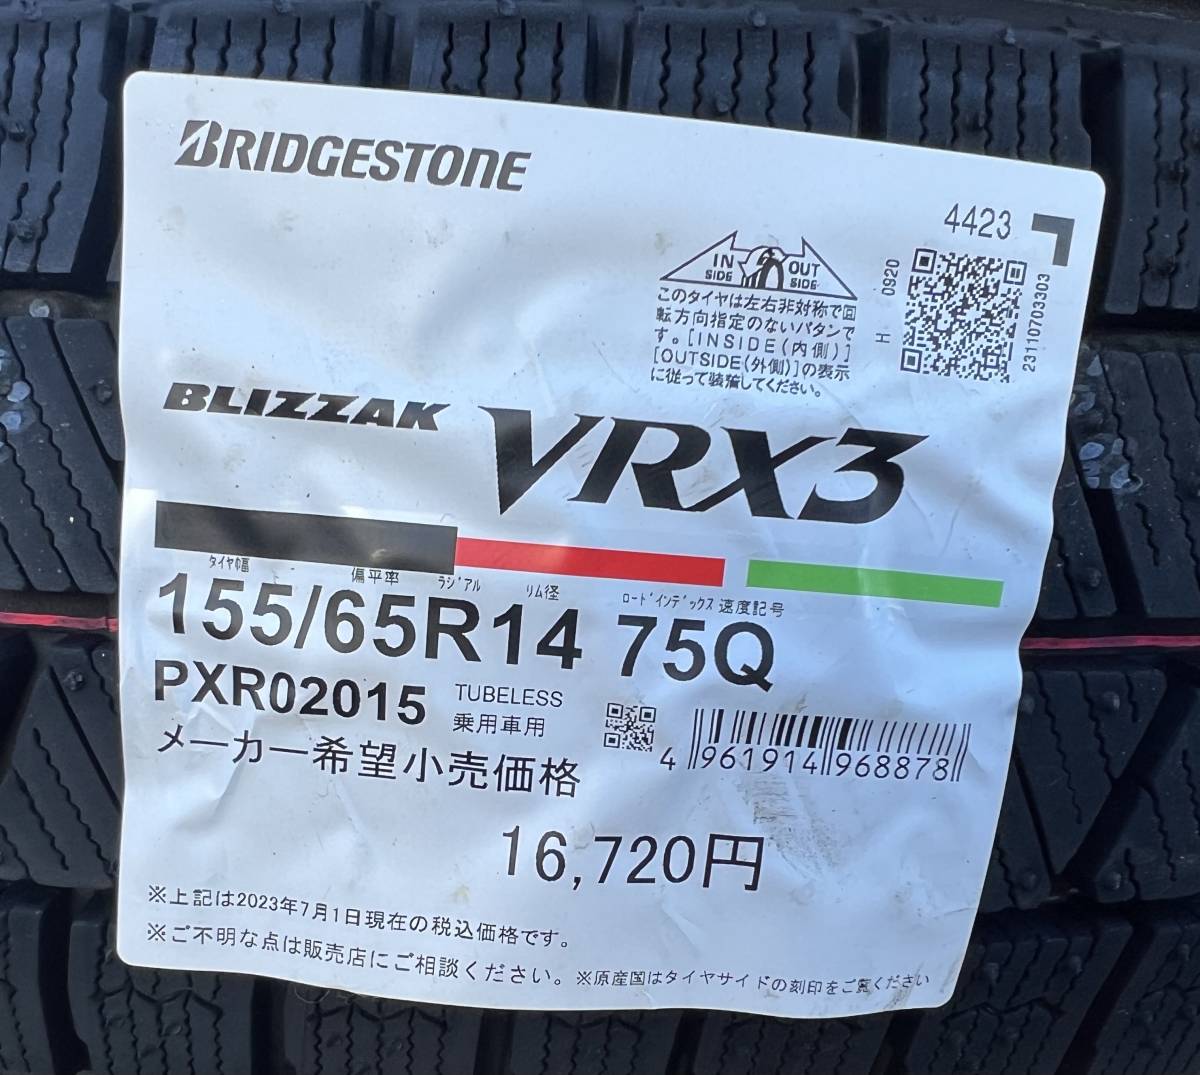 BRIDGESTONE
4423
IN SIDE
OUT SIDE
H 0920
23110703303
このタイヤは左右非対称で回
転方向指定のないパタンで
す。[INSIDE(内側)]
[OUTSIDE(外側)]の表示
に従って装着してください。
BLIZZAK VRX3
タイヤ幅 偏平率 ラジアル リム径 ロードインデックス 速度記号
155/65R14 75Q
PXR02015
TUBELESS
乗用車用
4 961914 968878
メーカー希望小売価格
16,720円
※上記は2023年7月1日現在の税込価格です。
※ご不明な点は販売店にご相談ください。※原産国はタイヤサイドの刻印をご覧ください